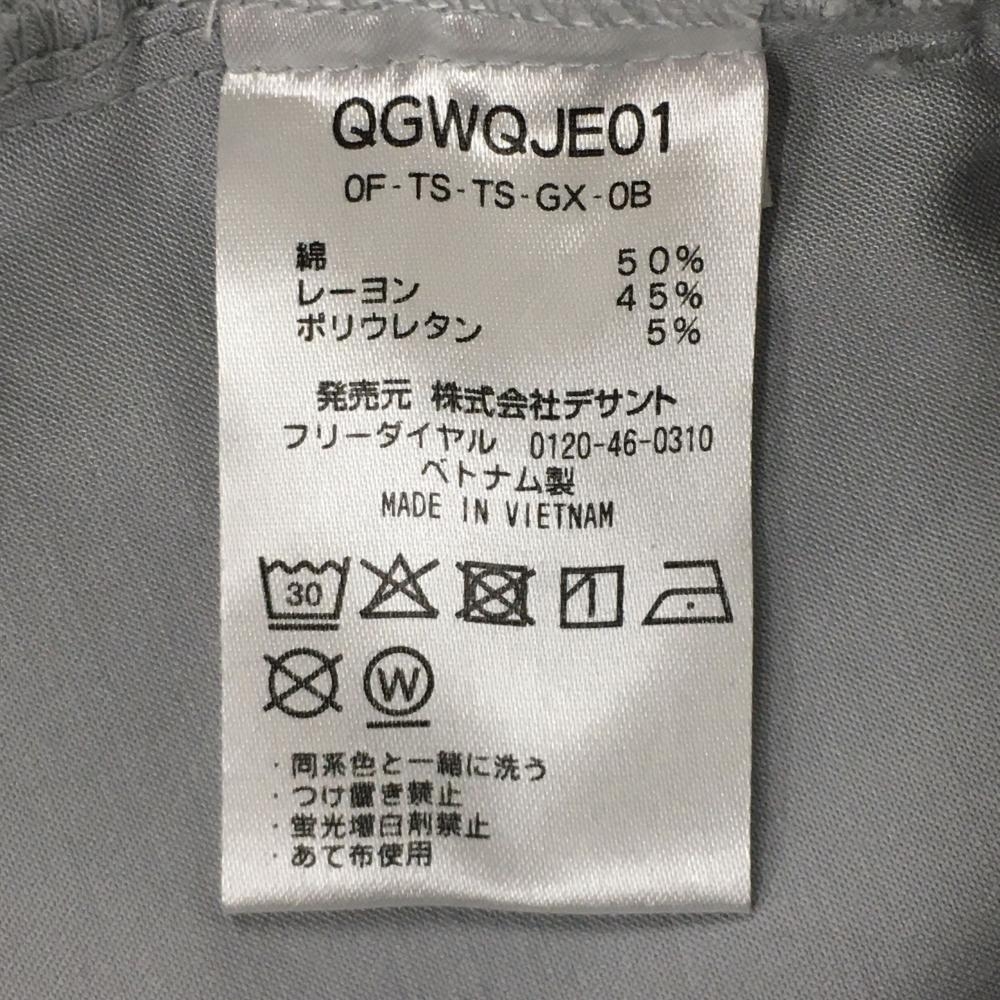 QGWQJE01
0F-TS-TS-GX-0B
綿 50%
レーヨン 45%
ポリウレタン 5%
発売元 株式会社デサント
フリーダイヤル 0120-46-0310
ベトナム製
MADE IN VIETNAM
30
W
・同系色と一緒に洗う
・つけ置き禁止
・蛍光増白剤禁止
・あて布使用